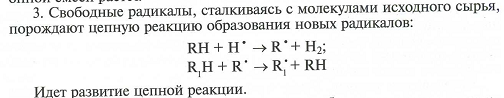 3. Свободные радикалы, сталкиваясь с молекулами исходного сырья,
порождают цепную реакцию образования новых радикалов:
RH + H• → R• + H₂;
R₁H + R• → R₁• + RH
Идет развитие цепной реакции.